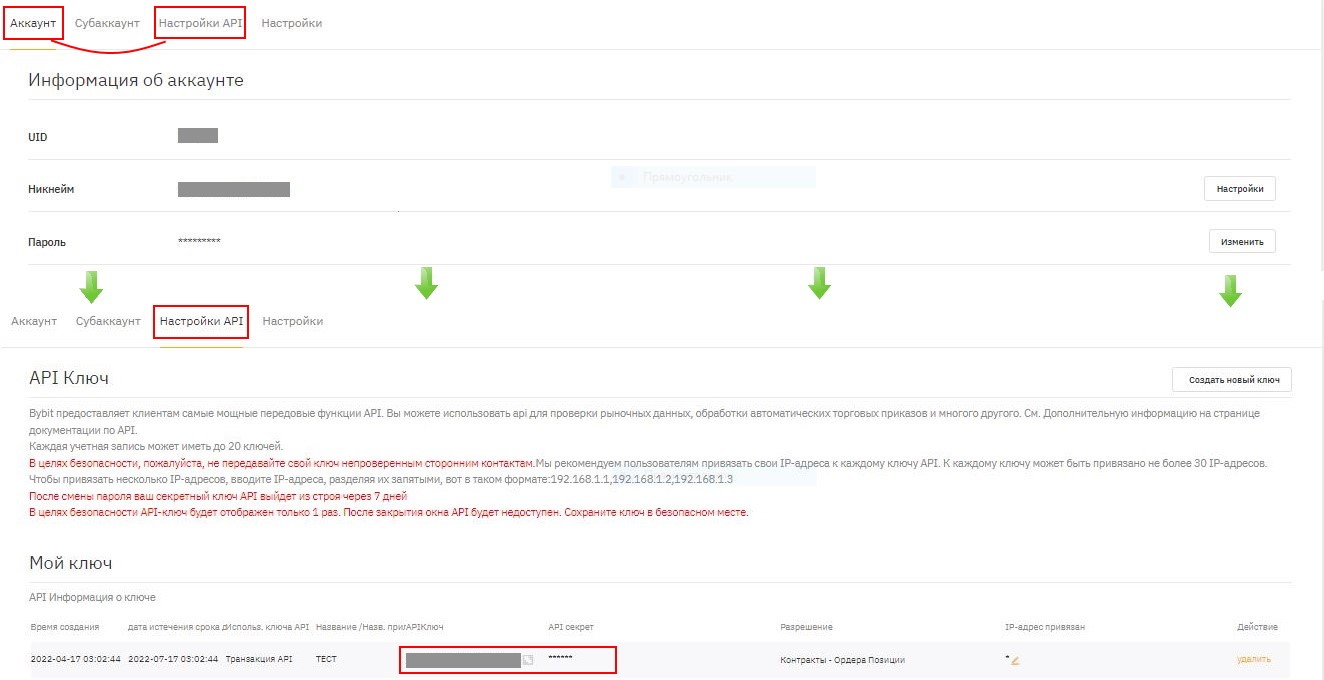 Аккаунт Субаккаунт Настройки API Настройки
Информация об аккаунте
UID
Прямоугольник
Никнейм Настройки
Пароль ********* Изменить
Аккаунт Субаккаунт Настройки API Настройки
API Ключ Создать новый ключ
Bybit предоставляет клиентам самые мощные передовые функции API. Вы можете использовать api для проверки рыночных данных, обработки автоматических торговых приказов и много другого. См. Дополнительную информацию на странице
документации по API.
Каждая учетная запись может иметь до 20 ключей.
В целях безопасности, пожалуйста, не передавайте свой ключ непроверенным сторонним контактам.Мы рекомендуем пользователям привязать свои IP-адреса к каждому ключу API. К каждому ключу может быть привязано не более 30 IP-адресов.
Чтобы привязать несколько IP-адресов, вводите IP-адреса, разделяя их запятыми, вот в таком формате:192.168.1.1,192.168.1.2,192.168.1.3
После смены пароля ваш секретный ключ API выйдет из строя через 7 дней
В целях безопасности API-ключ будет отображен только 1 раз. После закрытия окна API будет недоступен. Сохраните ключ в безопасном месте.
Мой ключ
API Информация о ключе
Время создания дата истечения срока Использ. ключа API Название /Назв. при APIКлюч API секрет Разрешение IP-адрес привязан Действие
2022-04-17 03:02:44 2022-07-17 03:02:44 Транзакция API ТЕСТ ****** Контракты - Ордера Позиции * удалить